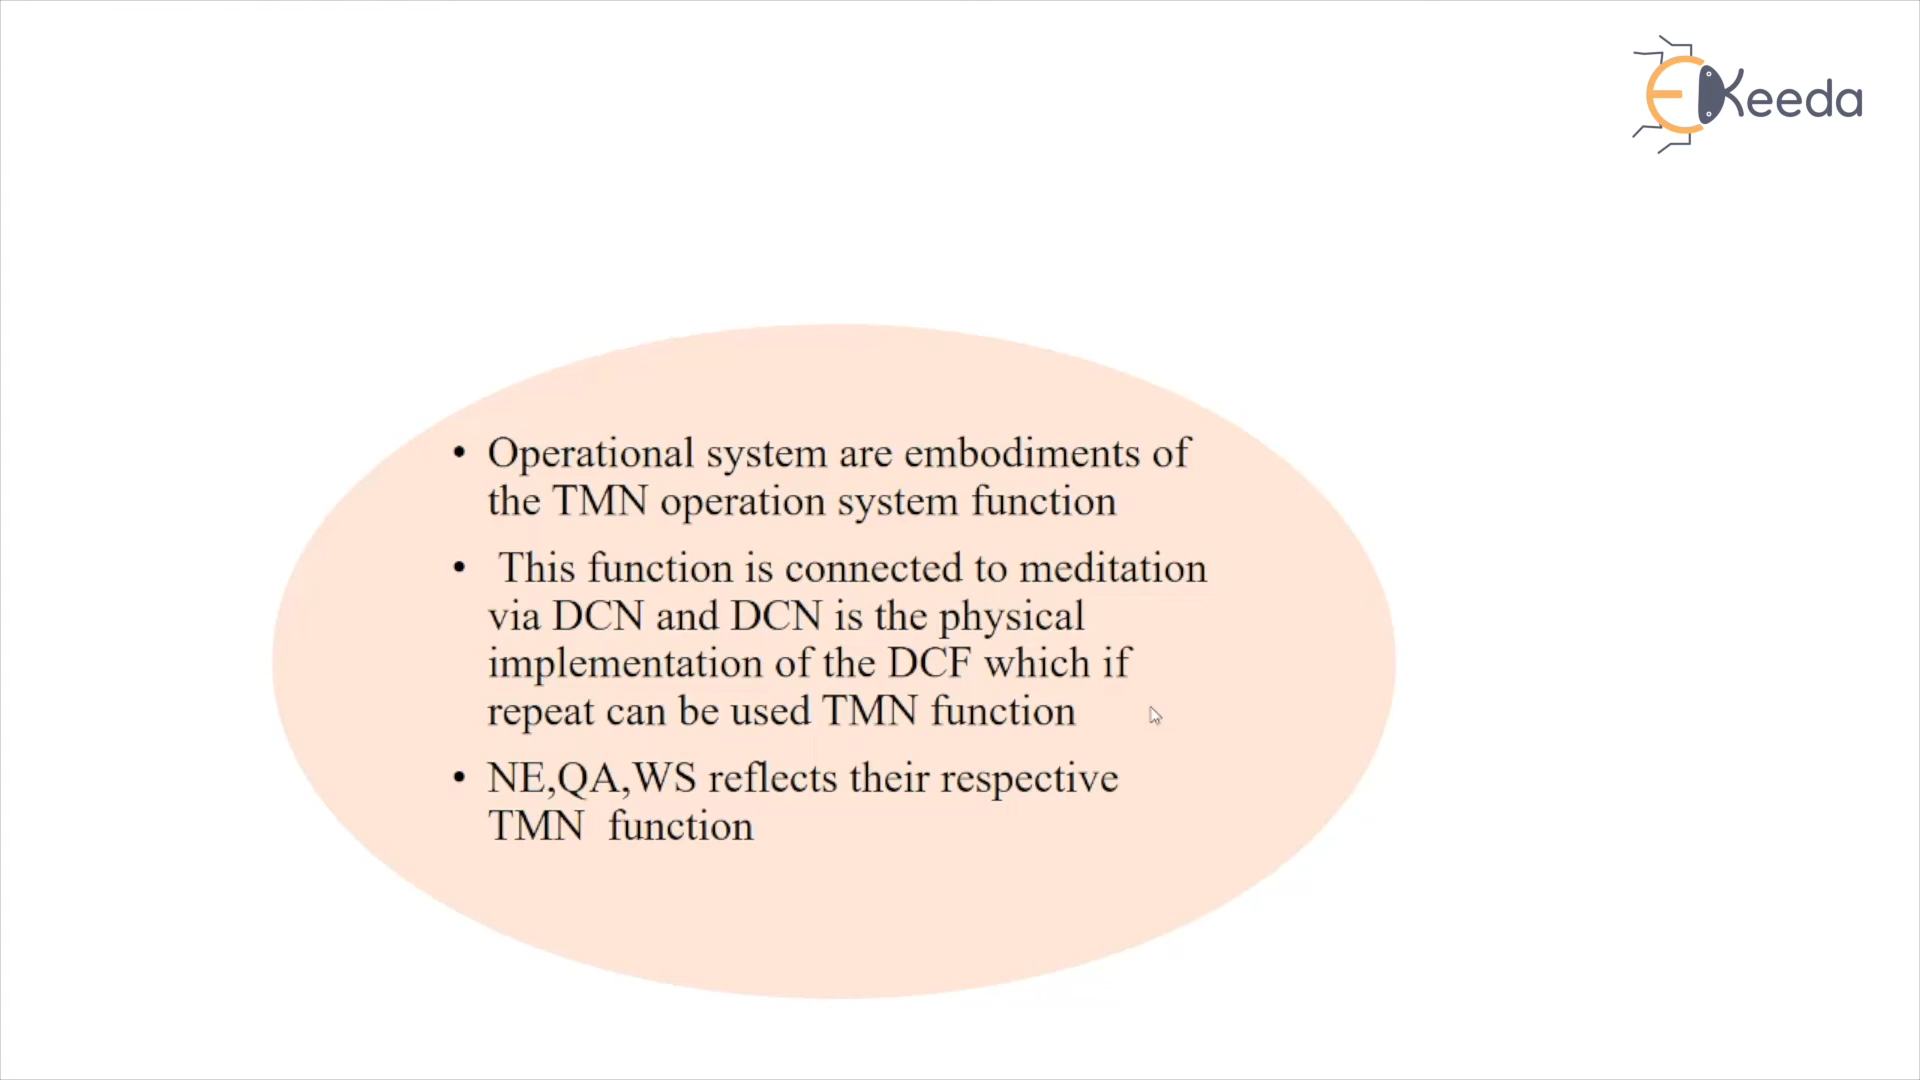 EKeeda
• Operational system are embodiments of
the TMN operation system function
• This function is connected to meditation
via DCN and DCN is the physical
implementation of the DCF which if
repeat can be used TMN function
• NE,QA,WS reflects their respective
TMN function